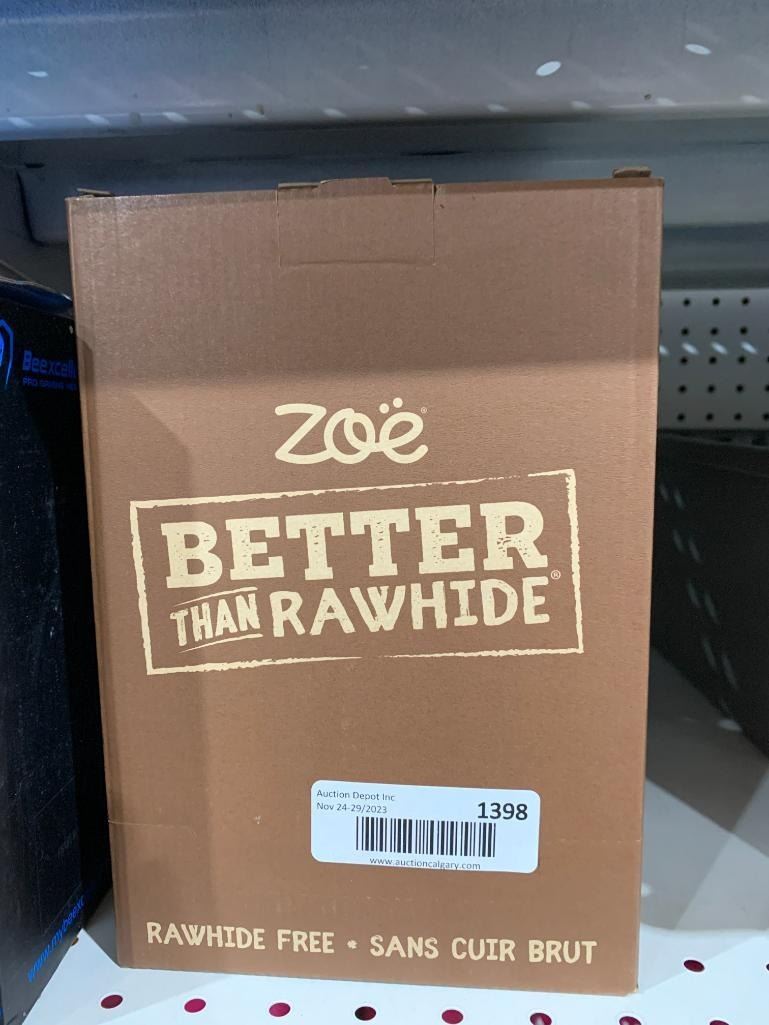 zoë®
BETTER
THAN RAWHIDE®
Auction Depot Inc
Nov 24-29/2023
1398
www.auctioncalgary.com
RAWHIDE FREE • SANS CUIR BRUT